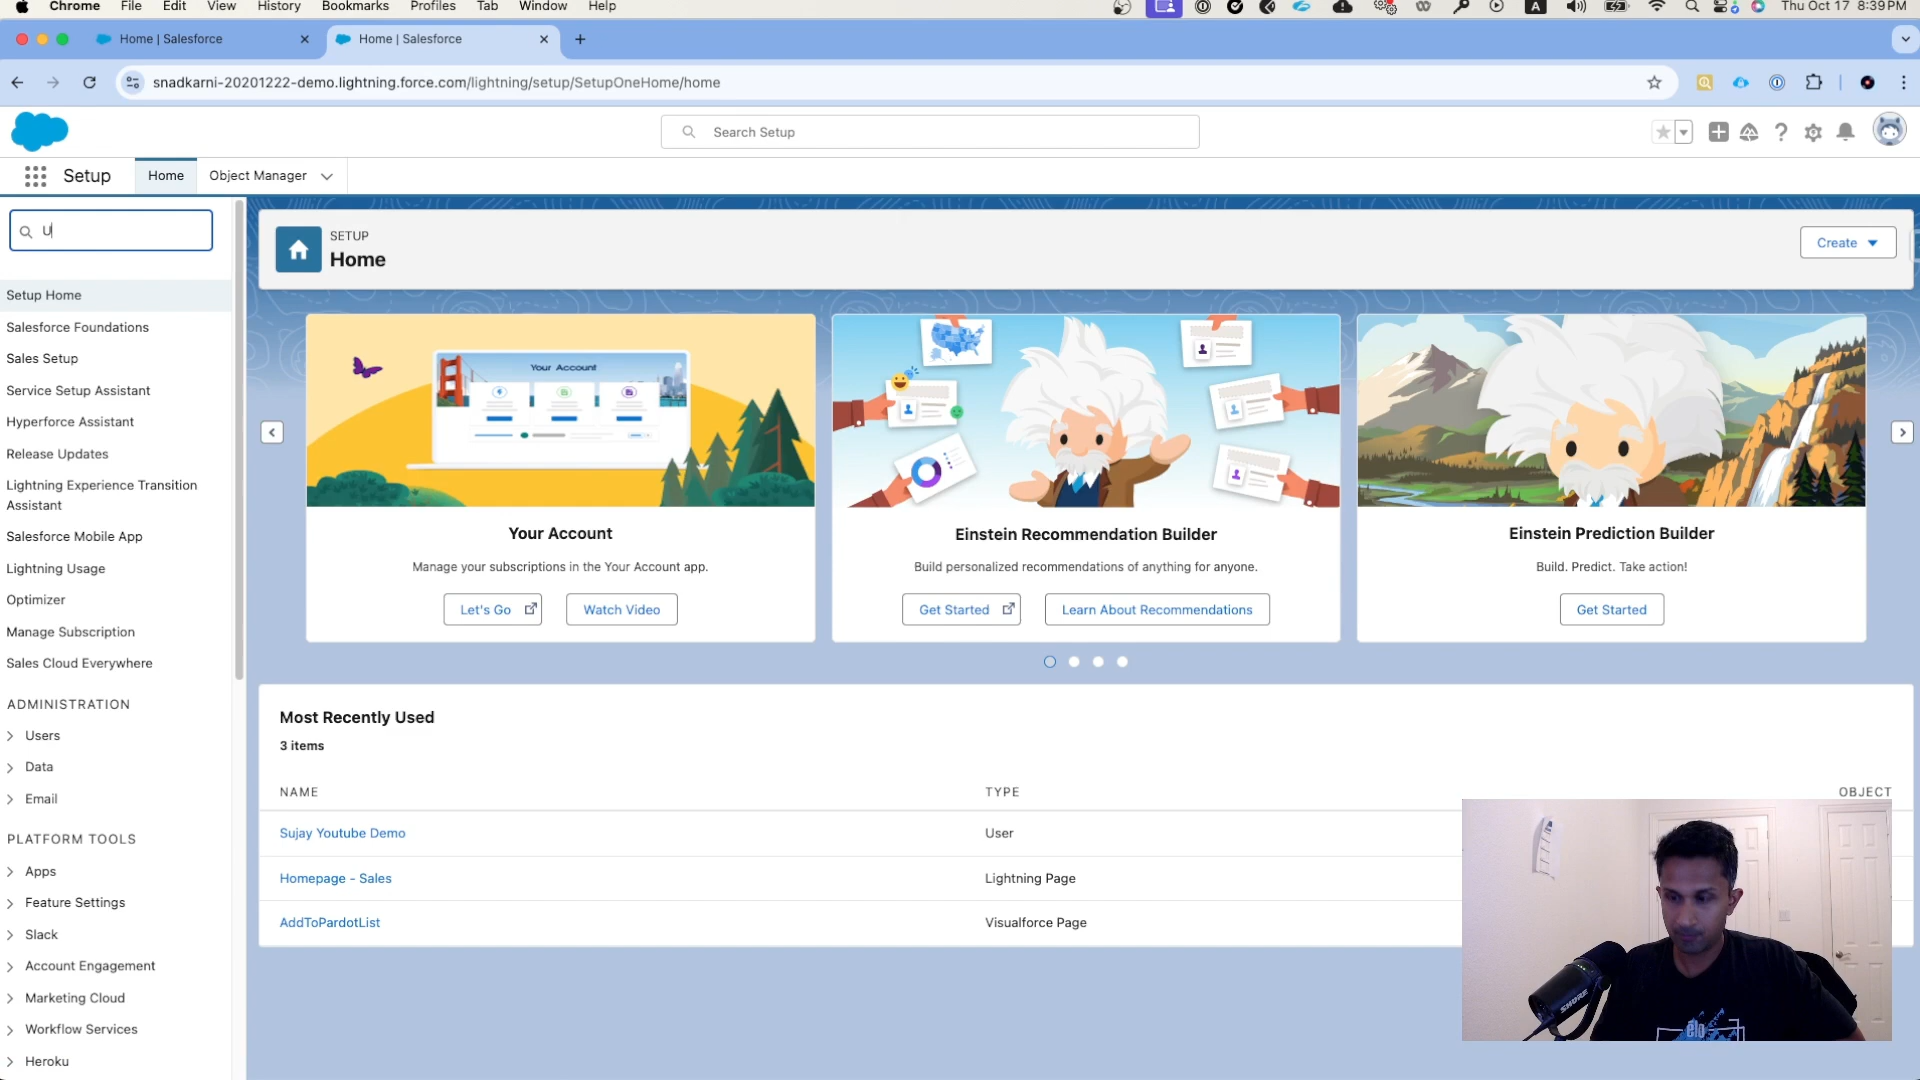 Chrome File Edit View History Bookmarks Profiles Tab Window Help Thu Oct 17 8:39 PM
Home | Salesforce
Home | Salesforce
snadkarni-20201222-demo.lightning.force.com/lightning/setup/SetupOneHome/home
Search Setup
Setup Home Object Manager
U
SETUP
Home
Create
Setup Home
Salesforce Foundations
Sales Setup
Service Setup Assistant
Hyperforce Assistant
Release Updates
Lightning Experience Transition
Assistant
Salesforce Mobile App
Lightning Usage
Optimizer
Manage Subscription
Sales Cloud Everywhere
ADMINISTRATION
Users
Data
Email
PLATFORM TOOLS
Apps
Feature Settings
Slack
Account Engagement
Marketing Cloud
Workflow Services
Heroku
Your Account
Your Account
Manage your subscriptions in the Your Account app.
Let's Go Watch Video
Einstein Recommendation Builder
Build personalized recommendations of anything for anyone.
Get Started Learn About Recommendations
Einstein Prediction Builder
Build. Predict. Take action!
Get Started
Most Recently Used
3 items
NAME TYPE OBJECT
Sujay Youtube Demo User
Homepage - Sales Lightning Page
AddToPardotList Visualforce Page
SHURE
elo